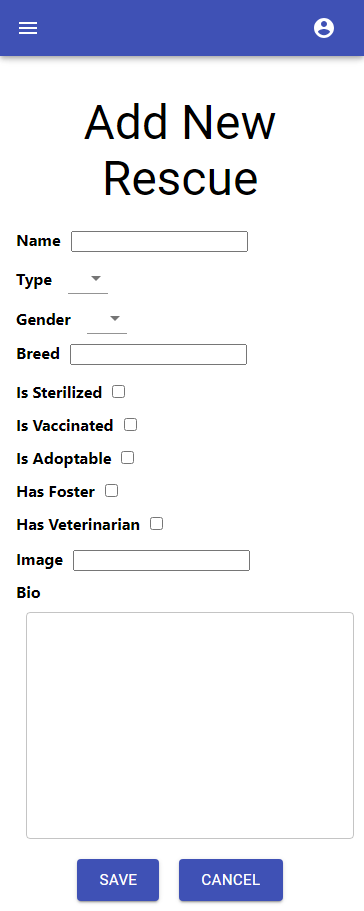 Add New
Rescue
Name
Type
Gender
Breed
Is Sterilized
Is Vaccinated
Is Adoptable
Has Foster
Has Veterinarian
Image
Bio
SAVE CANCEL